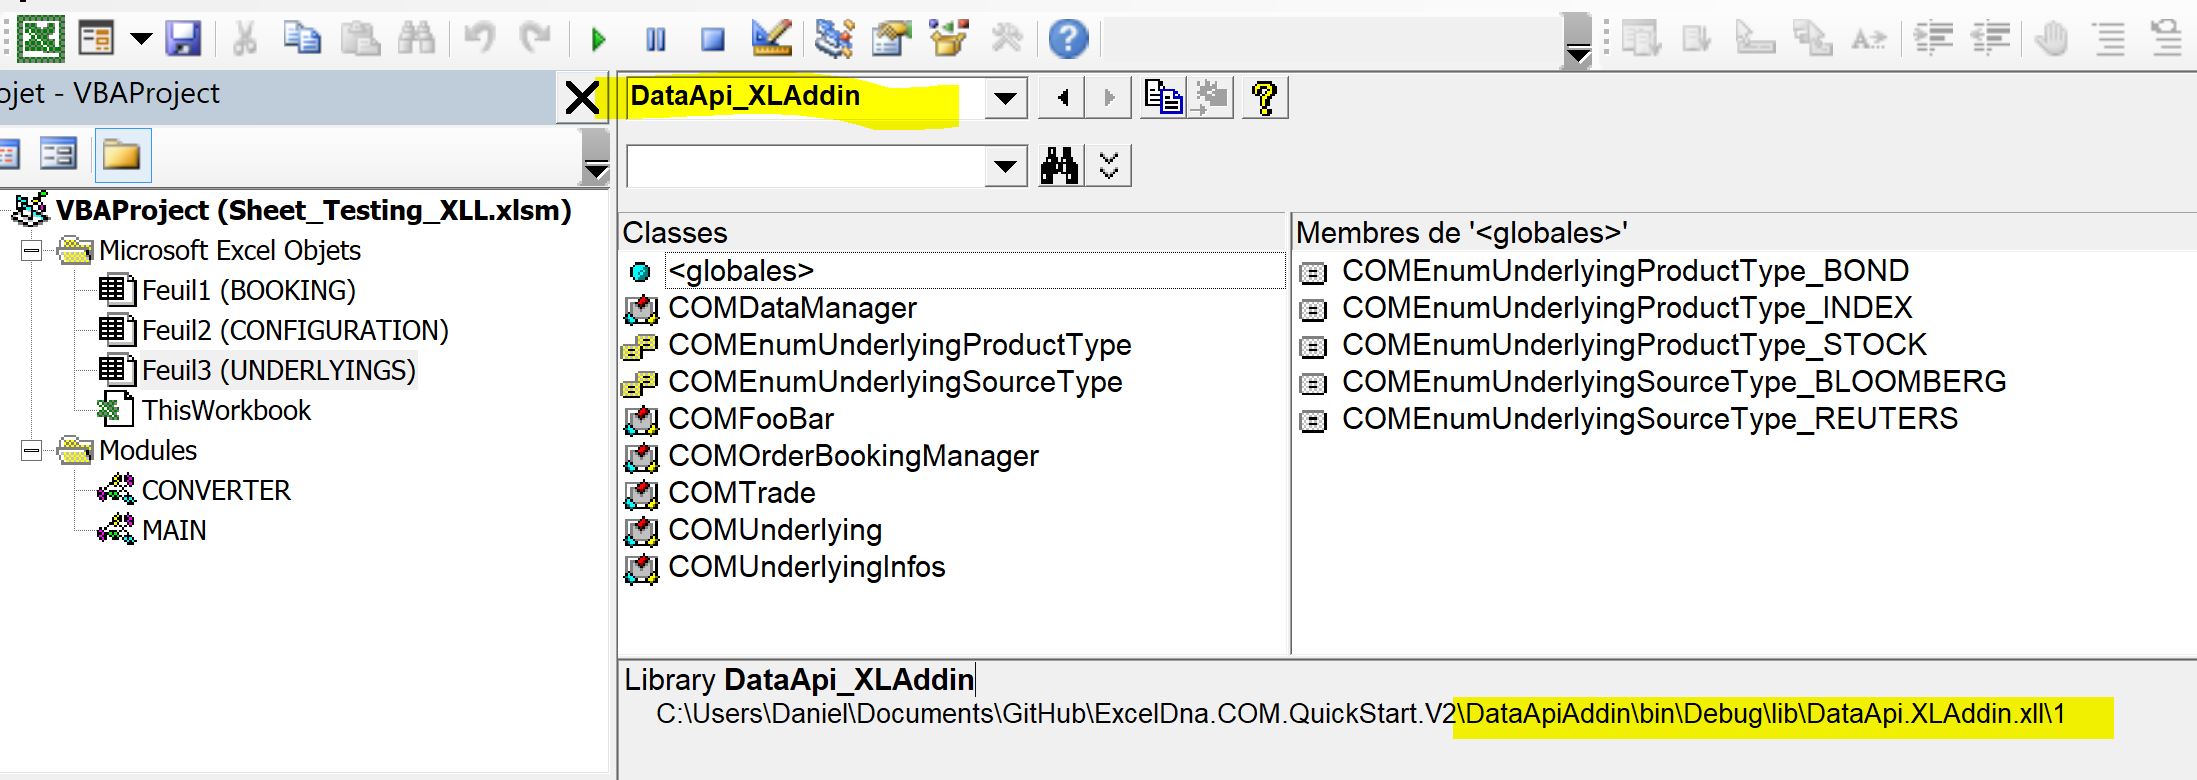 ojet - VBAProject
VBAProject (Sheet_Testing_XLL.xlsm)
Microsoft Excel Objets
Feuil1 (BOOKING)
Feuil2 (CONFIGURATION)
Feuil3 (UNDERLYINGS)
ThisWorkbook
Modules
CONVERTER
MAIN
DataApi_XLAddin
Classes
<globales>
COMDataManager
COMEnumUnderlyingProductType
COMEnumUnderlyingSourceType
COMFooBar
COMOrderBookingManager
COMTrade
COMUnderlying
COMUnderlyingInfos
Membres de '<globales>'
COMEnumUnderlyingProductType_BOND
COMEnumUnderlyingProductType_INDEX
COMEnumUnderlyingProductType_STOCK
COMEnumUnderlyingSourceType_BLOOMBERG
COMEnumUnderlyingSourceType_REUTERS
Library DataApi_XLAddin
C:\Users\Daniel\Documents\GitHub\ExcelDna.COM.QuickStart.V2\DataApiAddin\bin\Debug\lib\DataApi.XLAddin.xll\1